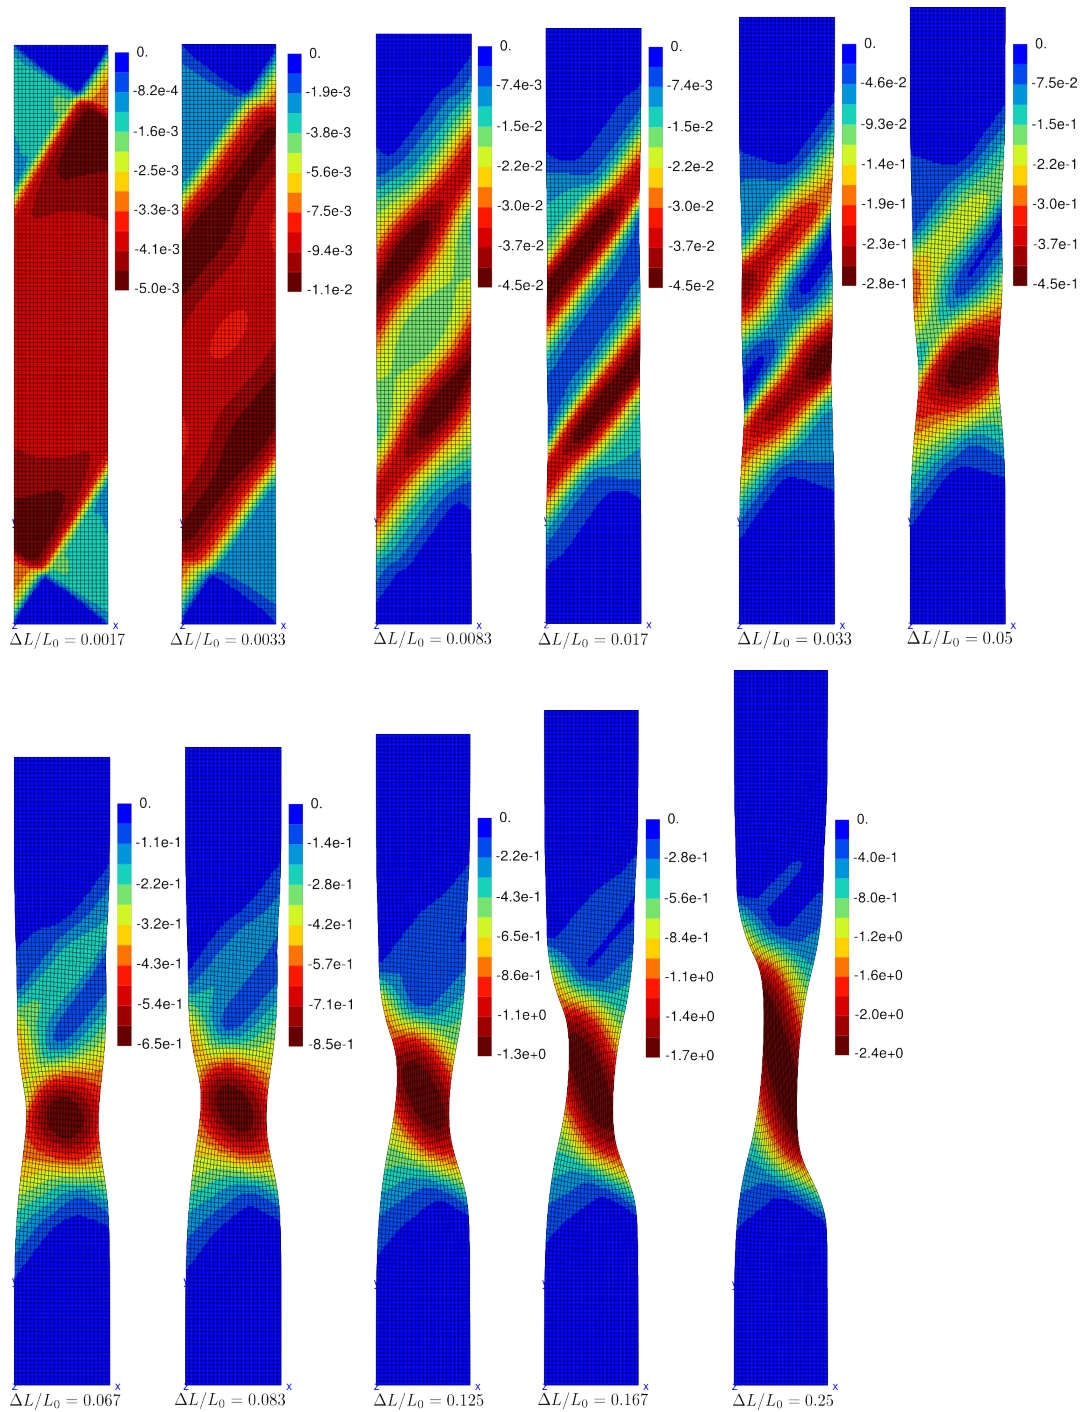 0.
-8.2e-4
-1.6e-3
-2.5e-3
-3.3e-3
-4.1e-3
-5.0e-3
y
z x
ΔL/L₀ = 0.0017
0.
-1.9e-3
-3.8e-3
-5.6e-3
-7.5e-3
-9.4e-3
-1.1e-2
y
z x
ΔL/L₀ = 0.0033
0.
-7.4e-3
-1.5e-2
-2.2e-2
-3.0e-2
-3.7e-2
-4.5e-2
y
z x
ΔL/L₀ = 0.0083
0.
-7.4e-3
-1.5e-2
-2.2e-2
-3.0e-2
-3.7e-2
-4.5e-2
y
z x
ΔL/L₀ = 0.017
0.
-4.6e-2
-9.3e-2
-1.4e-1
-1.9e-1
-2.3e-1
-2.8e-1
y
z x
ΔL/L₀ = 0.033
0.
-7.5e-2
-1.5e-1
-2.2e-1
-3.0e-1
-3.7e-1
-4.5e-1
y
z x
ΔL/L₀ = 0.05
0.
-1.1e-1
-2.2e-1
-3.2e-1
-4.3e-1
-5.4e-1
-6.5e-1
y
z x
ΔL/L₀ = 0.067
0.
-1.4e-1
-2.8e-1
-4.2e-1
-5.7e-1
-7.1e-1
-8.5e-1
y
z x
ΔL/L₀ = 0.083
0.
-2.2e-1
-4.3e-1
-6.5e-1
-8.6e-1
-1.1e+0
-1.3e+0
y
z x
ΔL/L₀ = 0.125
0.
-2.8e-1
-5.6e-1
-8.4e-1
-1.1e+0
-1.4e+0
-1.7e+0
y
z x
ΔL/L₀ = 0.167
0.
-4.0e-1
-8.0e-1
-1.2e+0
-1.6e+0
-2.0e+0
-2.4e+0
y
z x
ΔL/L₀ = 0.25